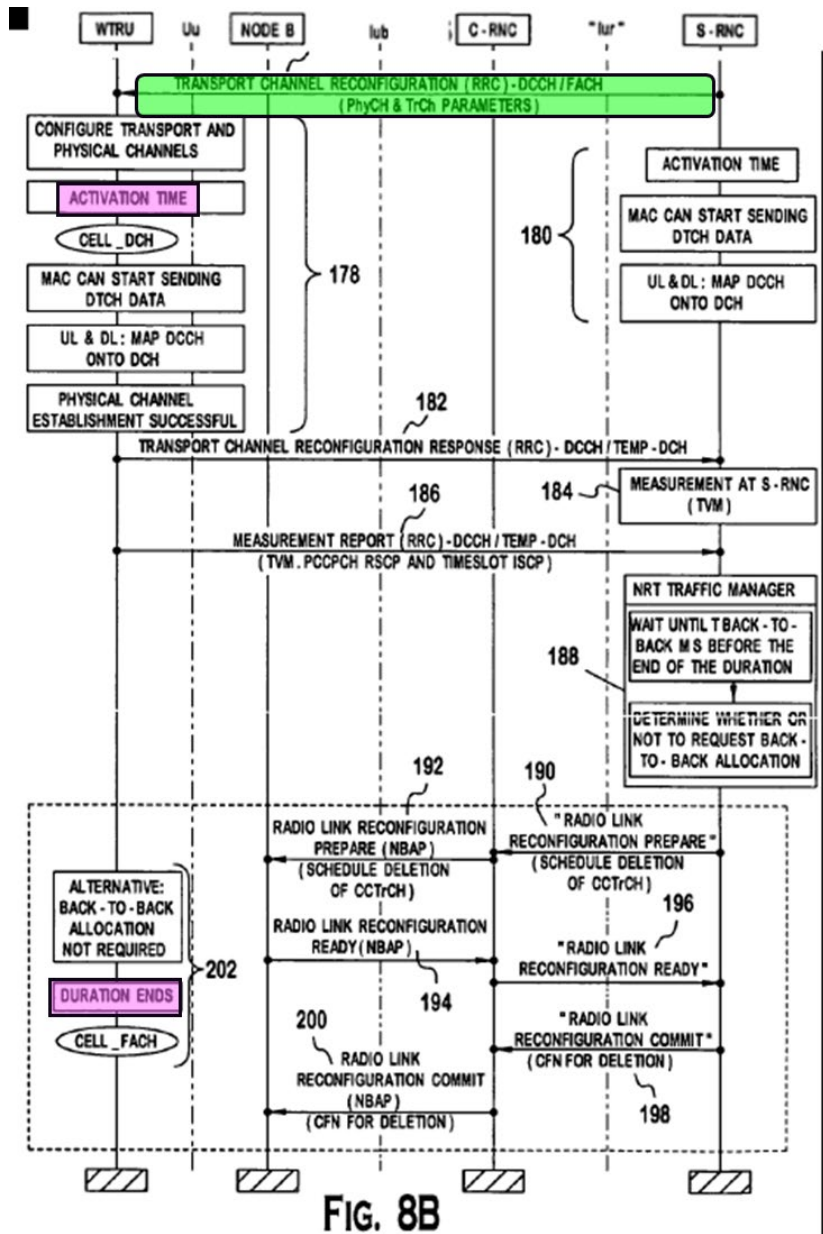 WTRU
Uu
NODE B
Iub
C-RNC
"Iur"
S-RNC
TRANSPORT CHANNEL RECONFIGURATION (RRC)-DCCH/FACH
(PhyCH & TrCh PARAMETERS)
CONFIGURE TRANSPORT AND
PHYSICAL CHANNELS
ACTIVATION TIME
CELL_DCH
MAC CAN START SENDING
DTCH DATA
UL & DL: MAP DCCH
ONTO DCH
PHYSICAL CHANNEL
ESTABLISHMENT SUCCESSFUL
178
180
ACTIVATION TIME
MAC CAN START SENDING
DTCH DATA
UL&DL: MAP DCCH
ONTO DCH
182
TRANSPORT CHANNEL RECONFIGURATION RESPONSE (RRC)-DCCH/TEMP-DCH
184
MEASUREMENT AT S-RNC
(TVM)
186
MEASUREMENT REPORT (RRC)-DCCH/TEMP-DCH
(TVM.PCCPCH RSCP AND TIMESLOT ISCP)
NRT TRAFFIC MANAGER
WAIT UNTIL T BACK-TO-
BACK MS BEFORE THE
END OF THE DURATION
188
DETERMINE WHETHER OR
NOT TO REQUEST BACK-
TO-BACK ALLOCATION
192
RADIO LINK RECONFIGURATION
PREPARE (NBAP)
(SCHEDULE DELETION
OF CCTrCH)
190
"RADIO LINK
RECONFIGURATION PREPARE"
(SCHEDULE DELETION
OF CCTrCH)
ALTERNATIVE:
BACK-TO-BACK
ALLOCATION
NOT REQUIRED
DURATION ENDS
CELL_FACH
202
RADIO LINK RECONFIGURATION
READY(NBAP)
194
196
"RADIO LINK
RECONFIGURATION READY"
"RADIO LINK
RECONFIGURATION COMMIT"
(CFN FOR DELETION)
198
200
RADIO LINK
RECONFIGURATION COMMIT
(NBAP)
(CFN FOR DELETION)
FIG. 8B